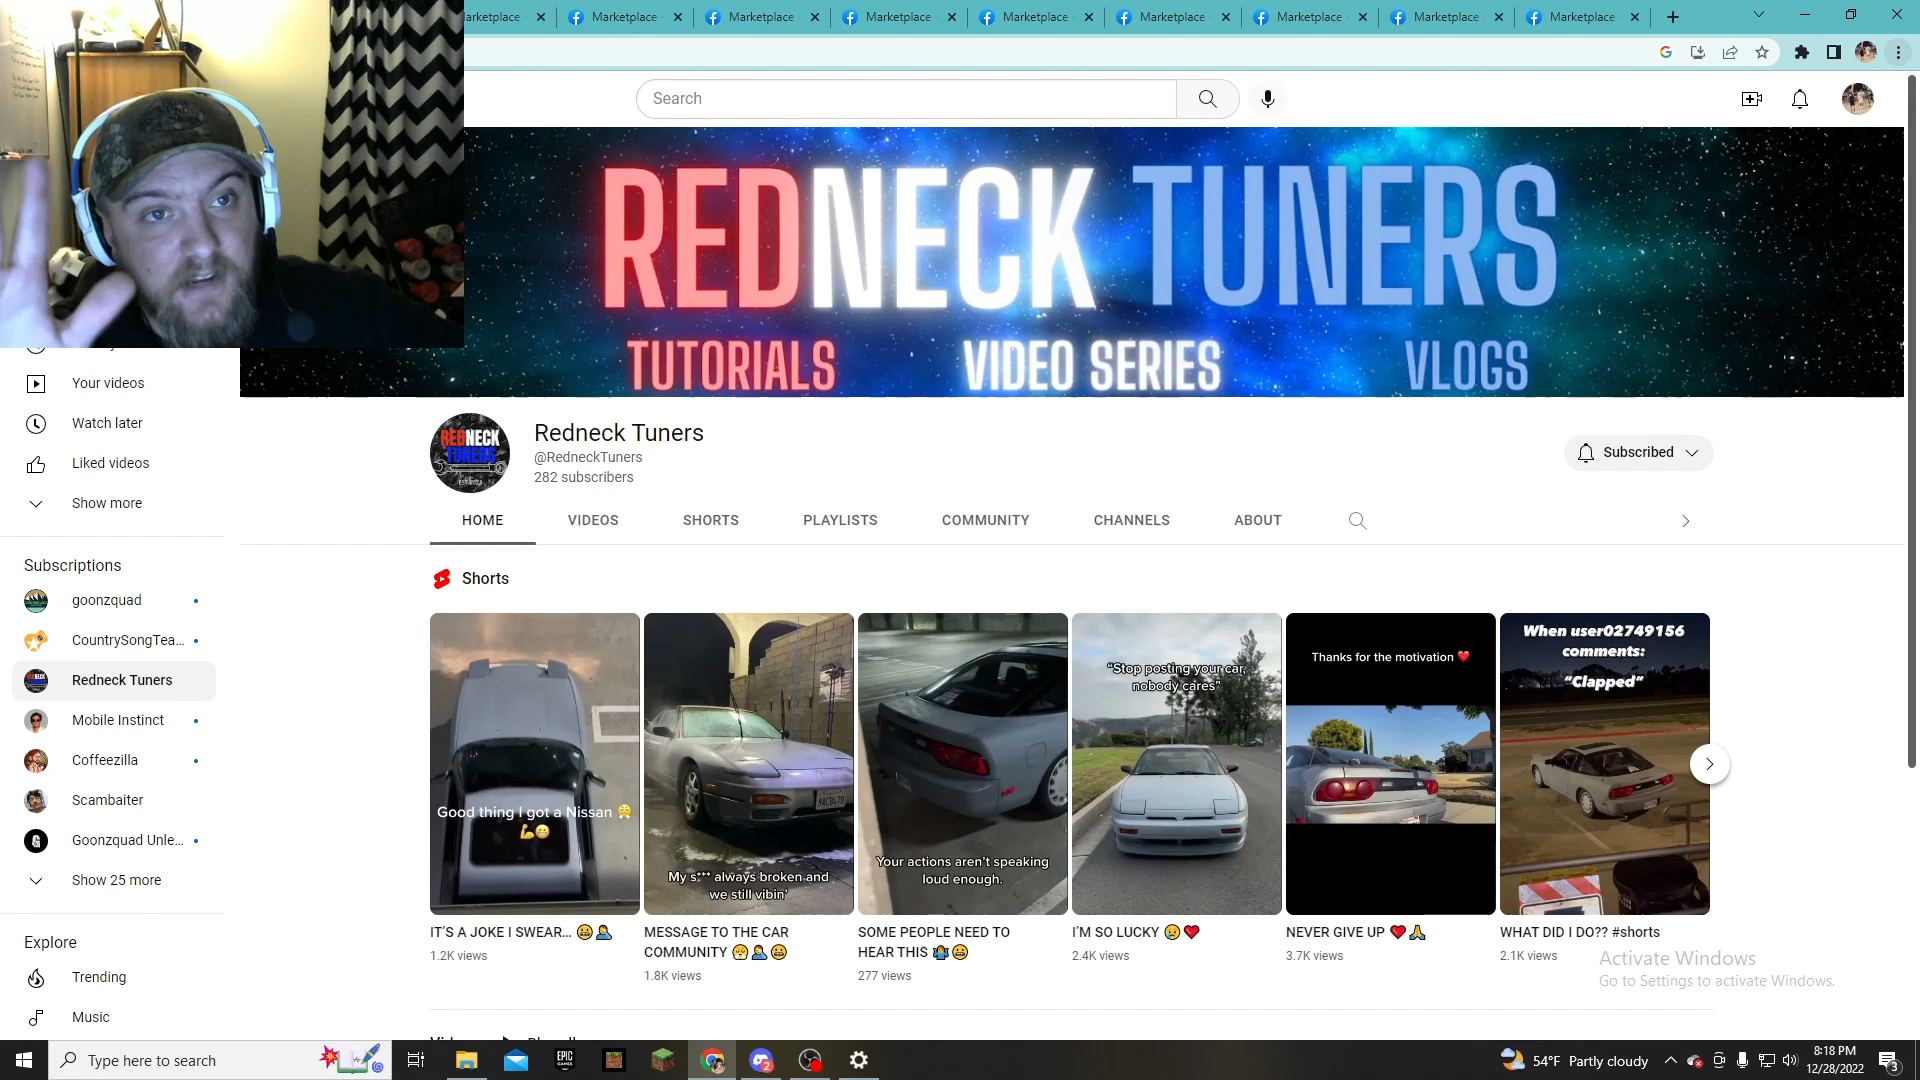 Marketplace
Marketplace
Marketplace
Marketplace
Marketplace
Marketplace
Marketplace
Marketplace
Search
REDNECK TUNERS
TUTORIALS
VIDEO SERIES
VLOGS
Your videos
Watch later
Liked videos
Show more
Subscriptions
goonzquad
CountrySongTea...
Redneck Tuners
Mobile Instinct
Coffeezilla
Scambaiter
Goonzquad Unle...
Show 25 more
Explore
Trending
Music
REDNECK
TUNERS
Redneck Tuners
@RedneckTuners
282 subscribers
Subscribed
HOME
VIDEOS
SHORTS
PLAYLISTS
COMMUNITY
CHANNELS
ABOUT
Shorts
Good thing I got a Nissan 😤
💪😬
IT'S A JOKE I SWEAR... 😬🤦‍♂️
1.2K views
My s*** always broken and
we still vibin'
MESSAGE TO THE CAR
COMMUNITY 😤🤦‍♂️😬
1.8K views
Your actions aren't speaking
loud enough.
SOME PEOPLE NEED TO
HEAR THIS 🤷‍♂️😬
277 views
"Stop posting your car,
nobody cares"
I'M SO LUCKY 😥❤️
2.4K views
Thanks for the motivation ❤️
NEVER GIVE UP ❤️🙏
3.7K views
When user02749156
comments:
"Clapped"
WHAT DID I DO?? #shorts
2.1K views
Activate Windows
Go to Settings to activate Windows.
Type here to search
EPIC
GAMES
2
54°F Partly cloudy
8:18 PM
12/28/2022
3